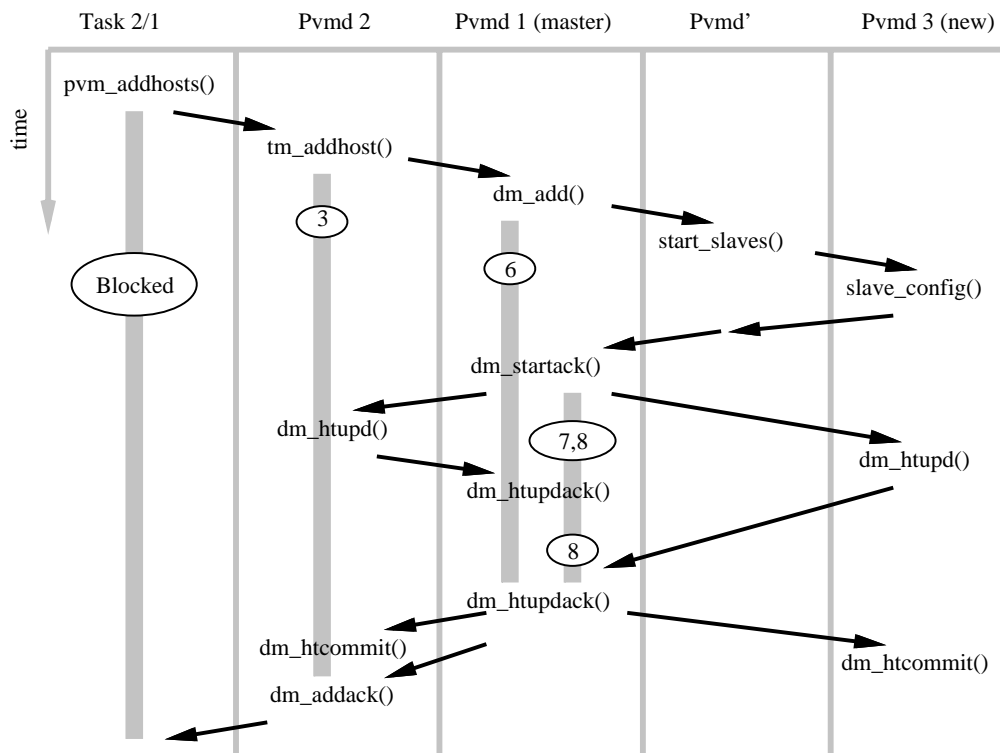 Task 2/1 Pvmd 2 Pvmd 1 (master) Pvmd’ Pvmd 3 (new)
time
pvm_addhosts()
tm_addhost()
dm_add()
3
start_slaves()
6
Blocked
slave_config()
dm_startack()
dm_htupd()
7,8
dm_htupd()
dm_htupdack()
8
dm_htupdack()
dm_htcommit()
dm_htcommit()
dm_addack()